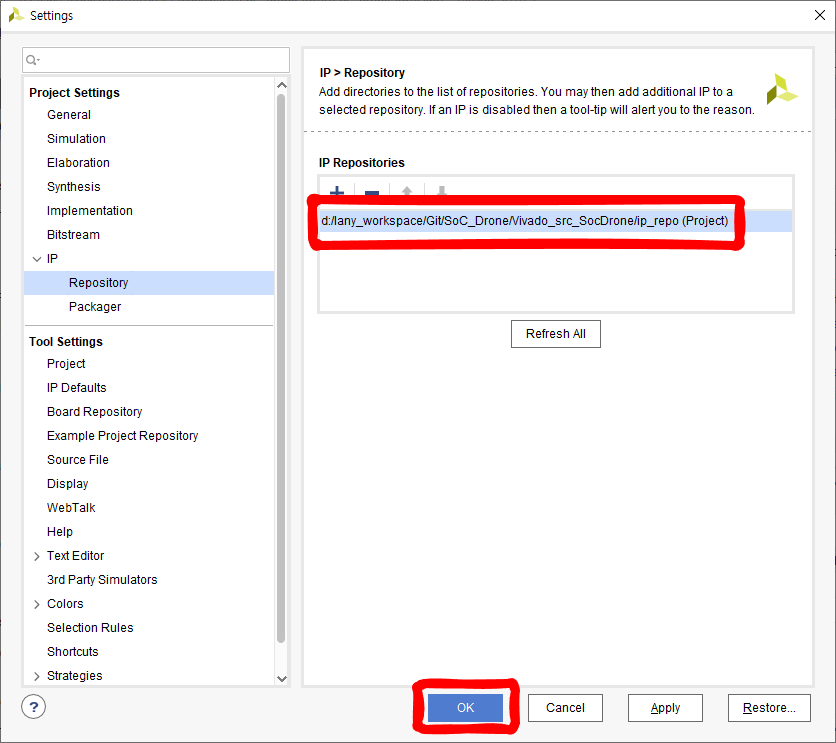 Settings
Project Settings
General
Simulation
Elaboration
Synthesis
Implementation
Bitstream
IP
Repository
Packager
Tool Settings
Project
IP Defaults
Board Repository
Example Project Repository
Source File
Display
WebTalk
Help
Text Editor
3rd Party Simulators
Colors
Selection Rules
Shortcuts
Strategies
IP > Repository
Add directories to the list of repositories. You may then add additional IP to a
selected repository. If an IP is disabled then a tool-tip will alert you to the reason.
IP Repositories
d:/lany_workspace/Git/SoC_Drone/Vivado_src_SocDrone/ip_repo (Project)
Refresh All
?
OK
Cancel
Apply
Restore...